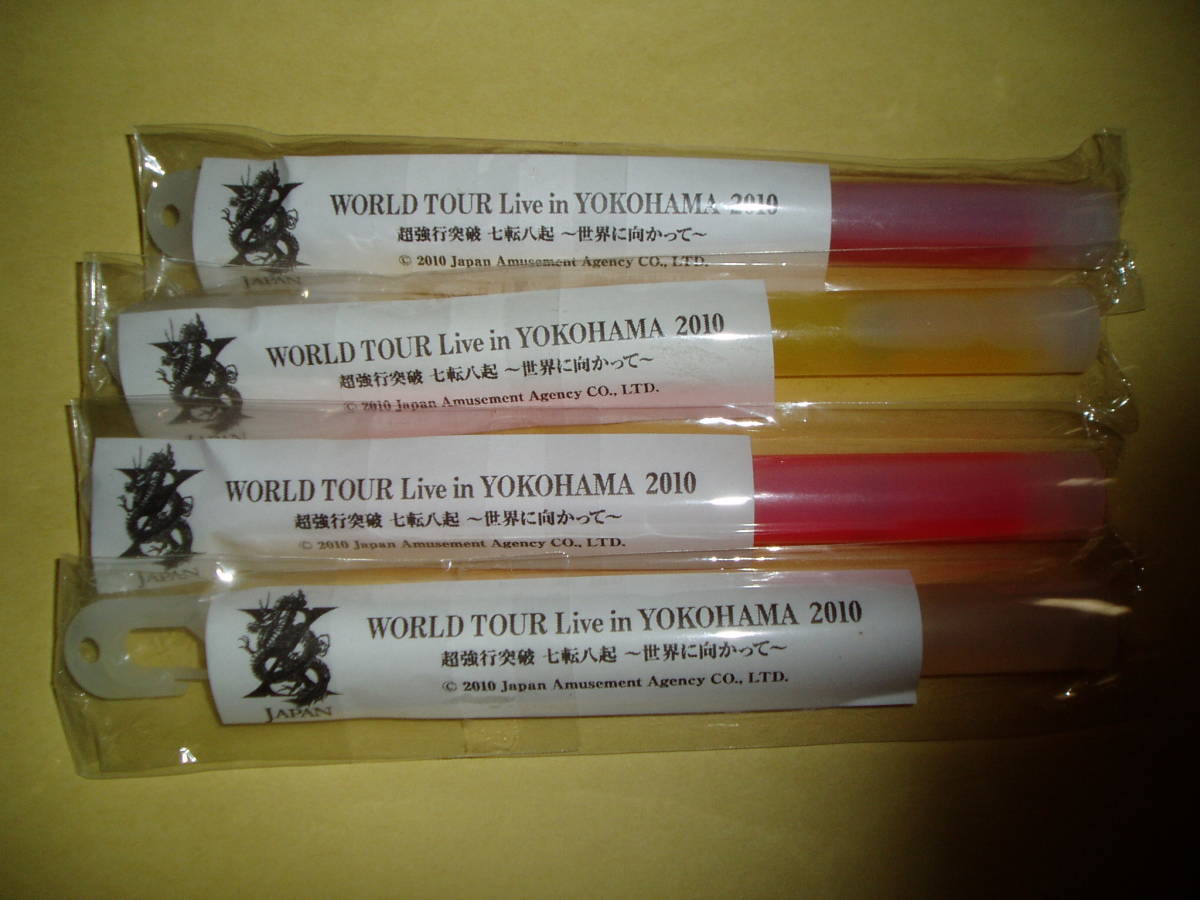 X
JAPAN
WORLD TOUR Live in YOKOHAMA 2010
超強行突破 七転八起 ～世界に向かって～
© 2010 Japan Amusement Agency CO., LTD.
X
JAPAN
WORLD TOUR Live in YOKOHAMA 2010
超強行突破 七転八起 ～世界に向かって～
© 2010 Japan Amusement Agency CO., LTD.
X
JAPAN
WORLD TOUR Live in YOKOHAMA 2010
超強行突破 七転八起 ～世界に向かって～
© 2010 Japan Amusement Agency CO., LTD.
X
JAPAN
WORLD TOUR Live in YOKOHAMA 2010
超強行突破 七転八起 ～世界に向かって～
© 2010 Japan Amusement Agency CO., LTD.